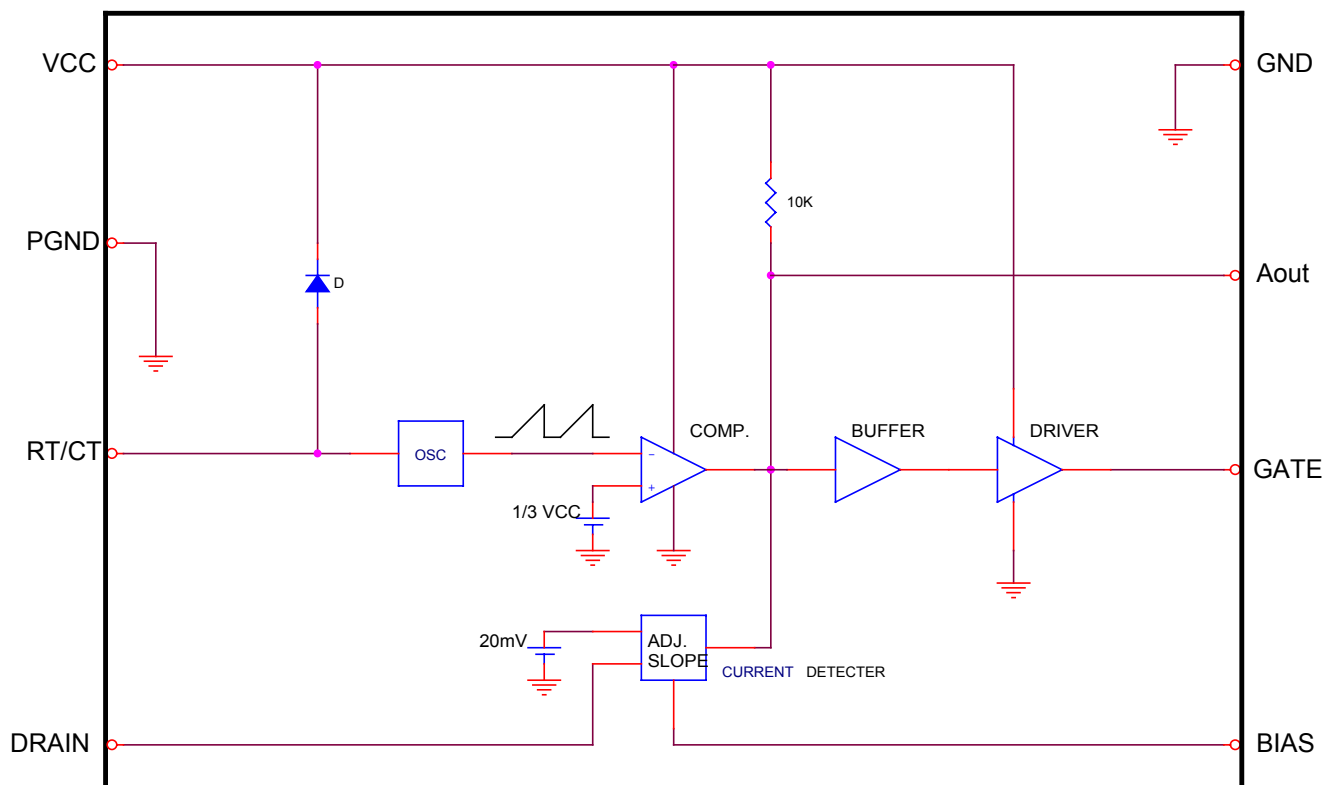 VCC
GND
10K
PGND
D
Aout
COMP.
BUFFER
DRIVER
RT/CT
OSC
−
+
GATE
1/3 VCC
20mV
ADJ.
SLOPE
CURRENT DETECTER
DRAIN
BIAS